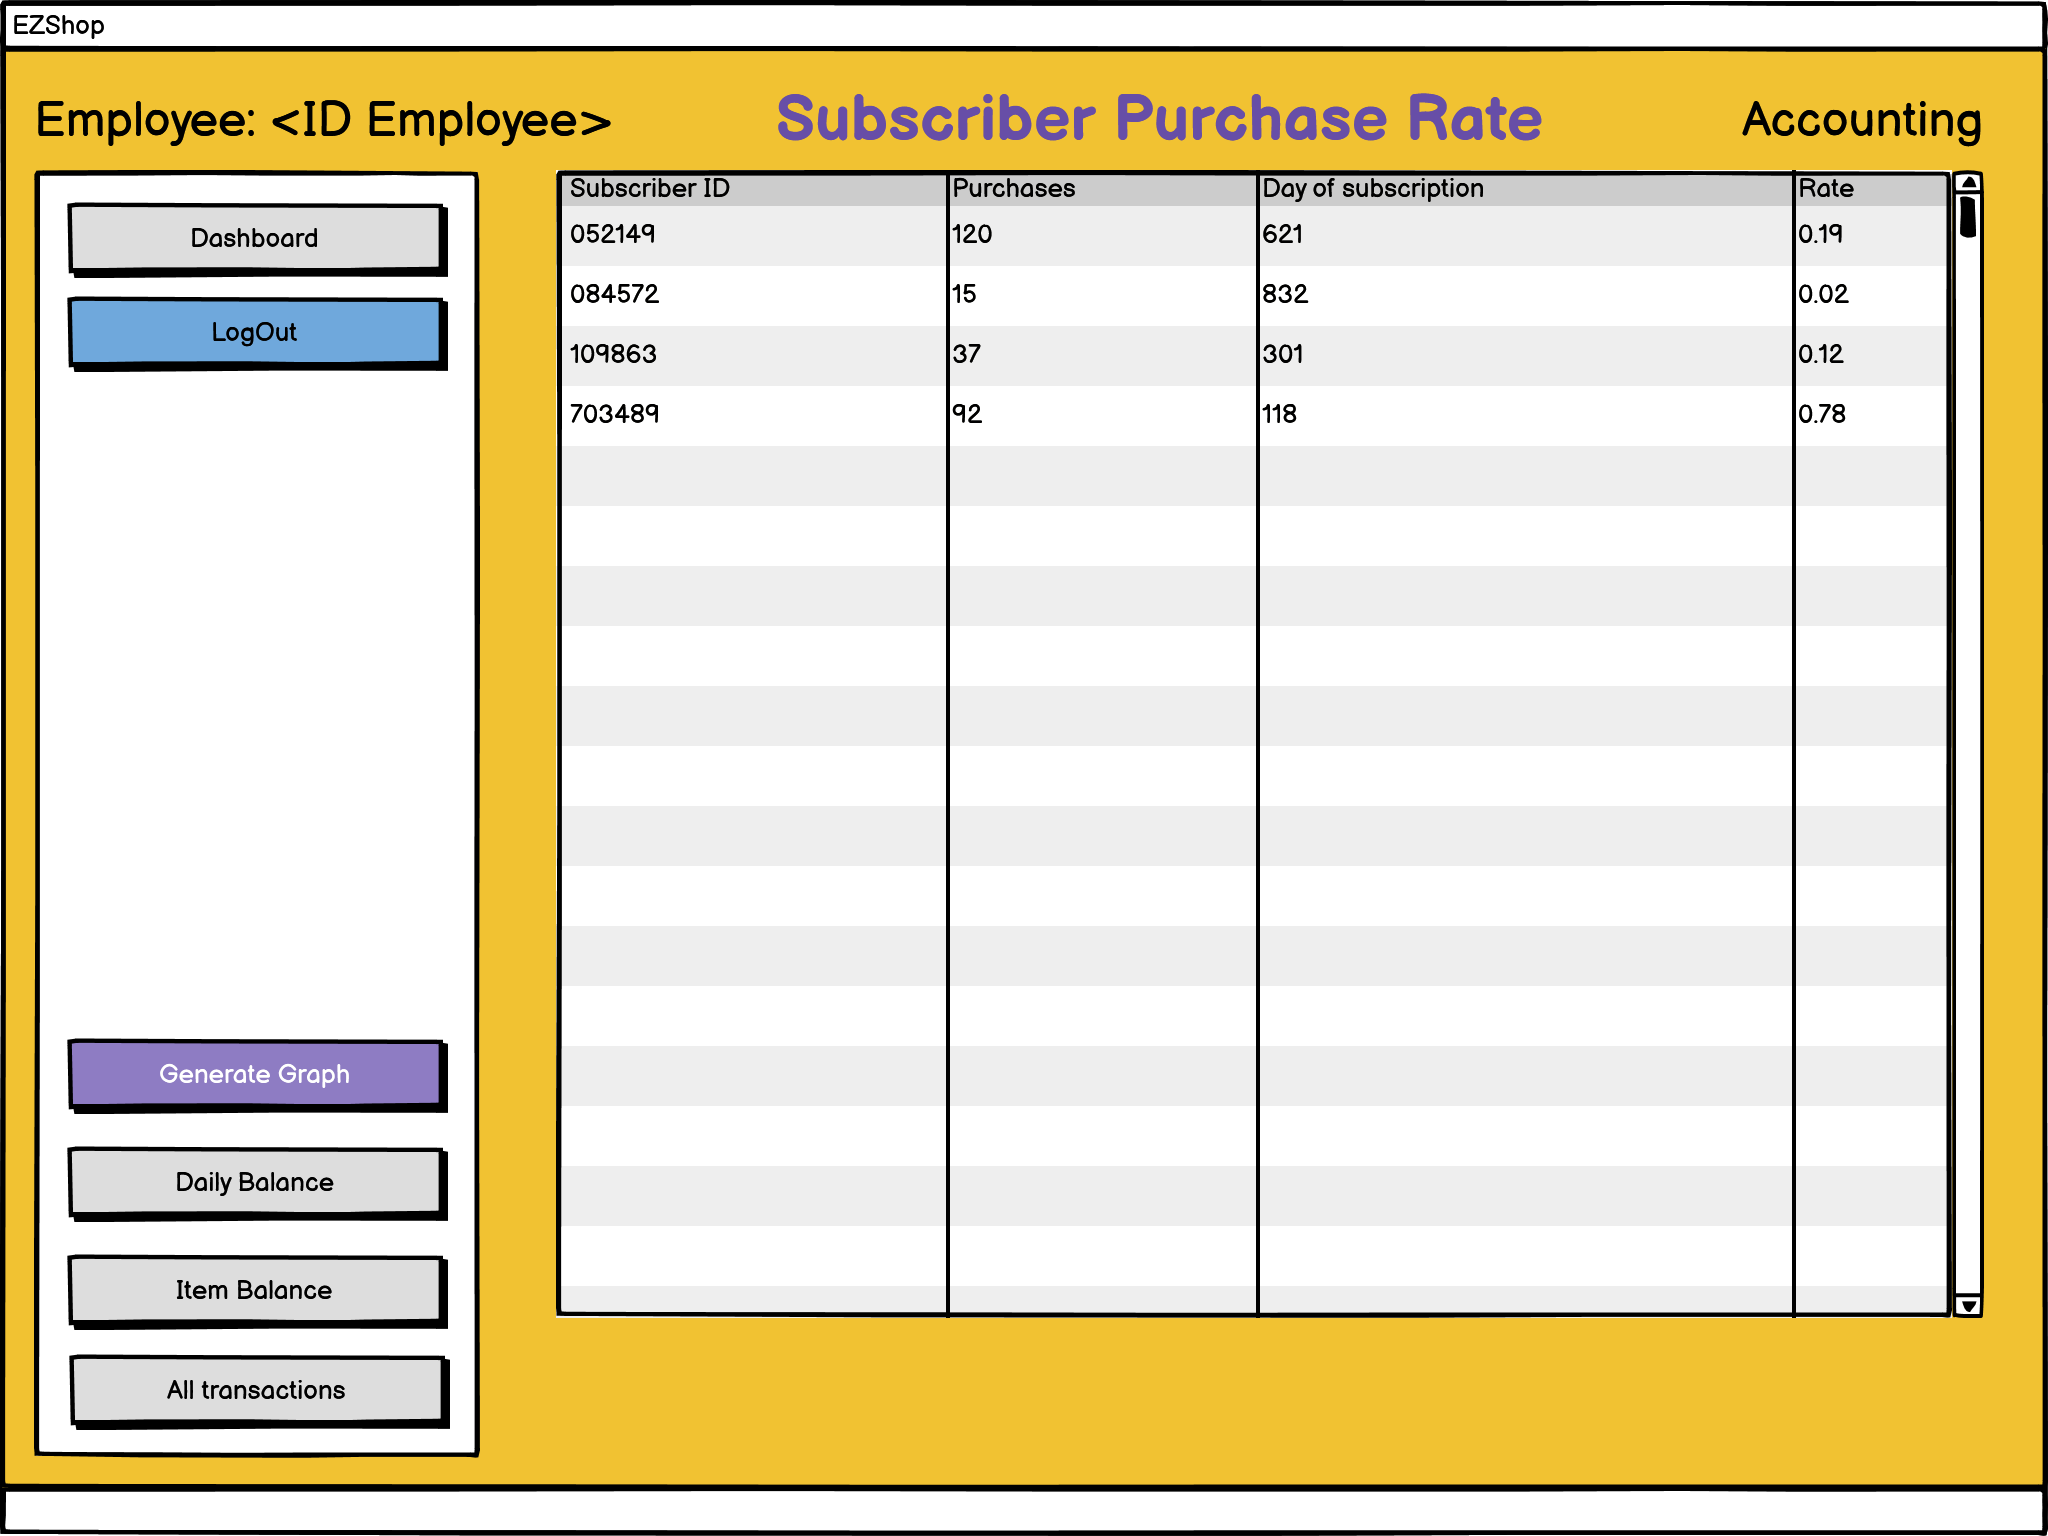 EZShop
Employee: <ID Employee>
Subscriber Purchase Rate
Accounting
Dashboard
LogOut
Generate Graph
Daily Balance
Item Balance
All transactions
Subscriber ID Purchases Day of subscription Rate
052149 120 621 0.19
084572 15 832 0.02
109863 37 301 0.12
703489 92 118 0.78